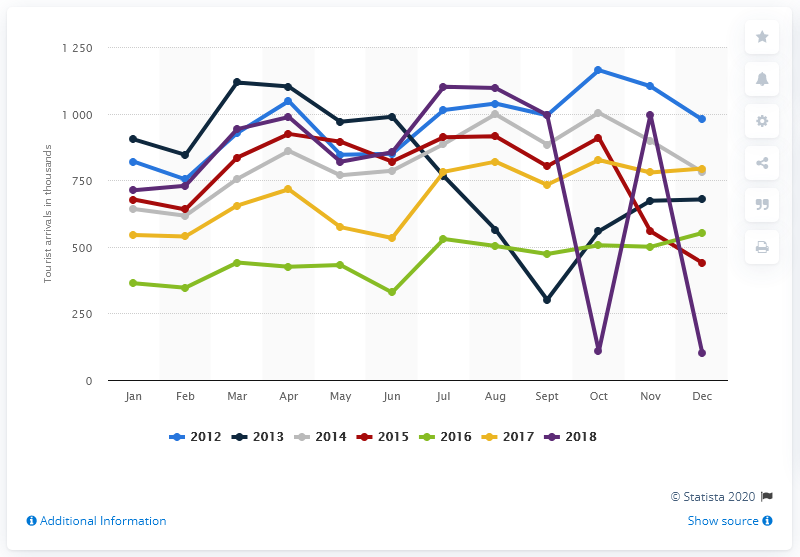 1 250
1 000
750
500
250
0
Tourist arrivals in thousands
Jan Feb Mar Apr May Jun Jul Aug Sept Oct Nov Dec
2012 2013 2014 2015 2016 2017 2018
© Statista 2020
Additional Information Show source